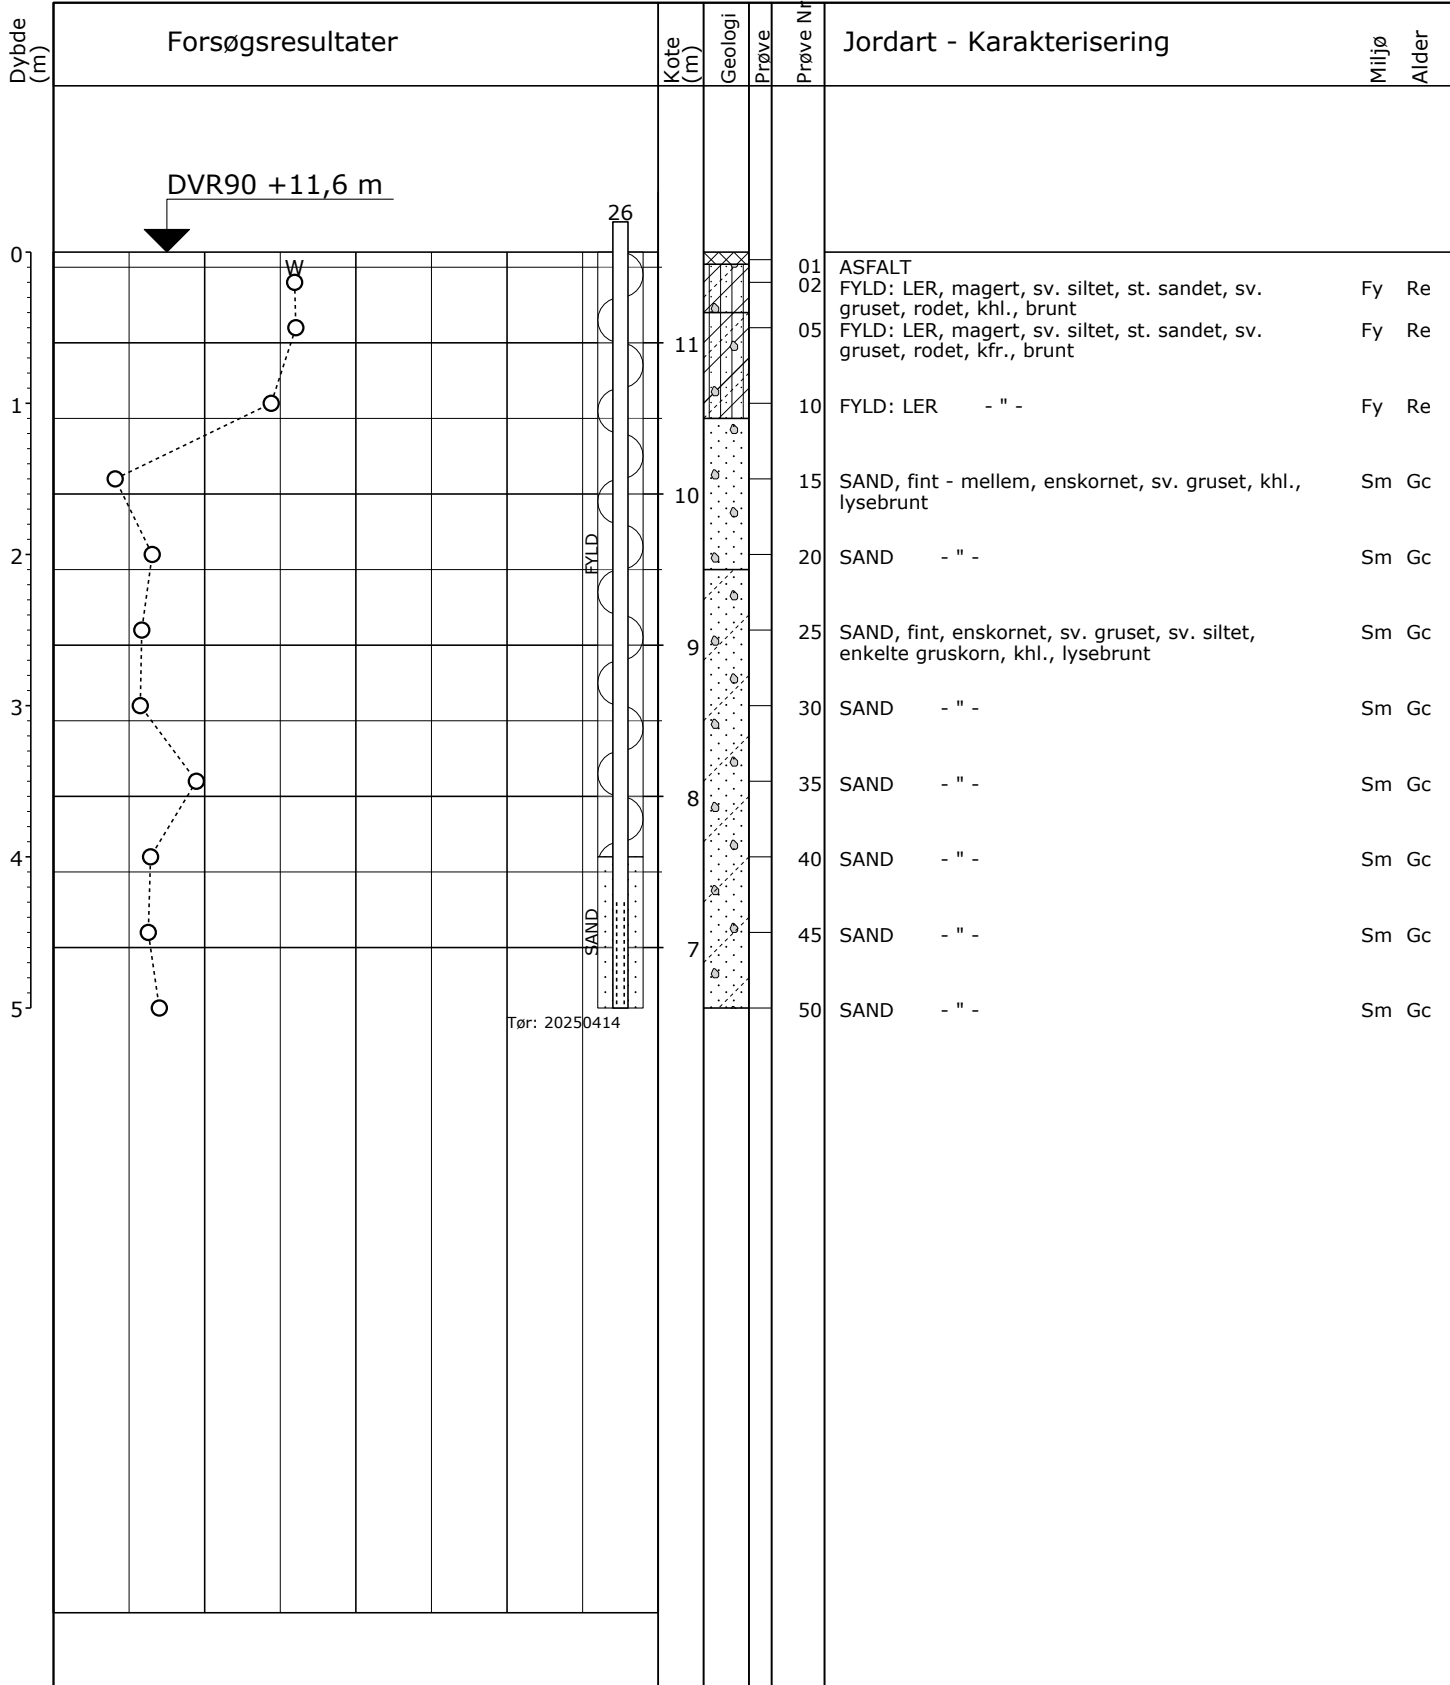 Dybde
(m)
Forsøgsresultater
Kote
(m)
Geologi
Prøve
Prøve Nr
Jordart - Karakterisering
Miljø
Alder
DVR90 +11,6 m
26
W
0
1
2
3
4
5
11
10
9
8
7
FYLD
SAND
Tør: 20250414
01 ASFALT
02 FYLD: LER, magert, sv. siltet, st. sandet, sv. Fy Re
gruset, rodet, khl., brunt
05 FYLD: LER, magert, sv. siltet, st. sandet, sv. Fy Re
gruset, rodet, kfr., brunt
10 FYLD: LER - " - Fy Re
15 SAND, fint - mellem, enskornet, sv. gruset, khl., Sm Gc
lysebrunt
20 SAND - " - Sm Gc
25 SAND, fint, enskornet, sv. gruset, sv. siltet, Sm Gc
enkelte gruskorn, khl., lysebrunt
30 SAND - " - Sm Gc
35 SAND - " - Sm Gc
40 SAND - " - Sm Gc
45 SAND - " - Sm Gc
50 SAND - " - Sm Gc